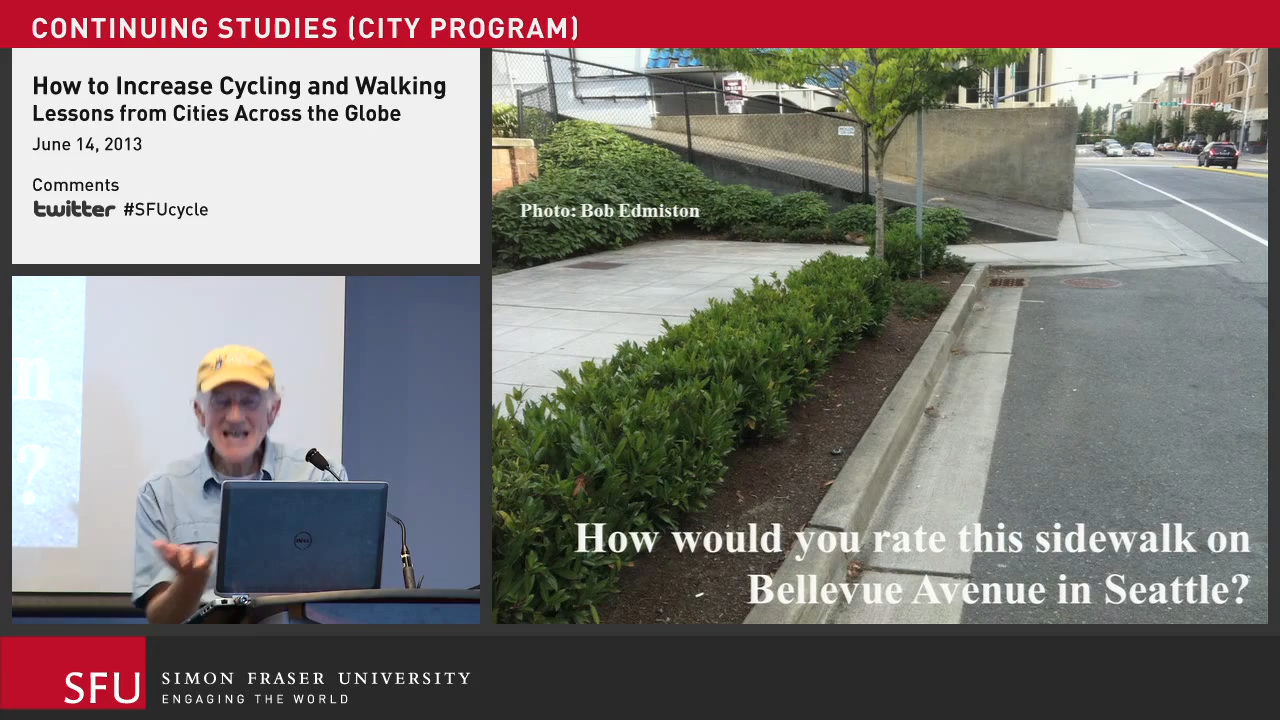 CONTINUING STUDIES (CITY PROGRAM)
How to Increase Cycling and Walking
Lessons from Cities Across the Globe
June 14, 2013
Comments
twitter #SFUcycle
Photo: Bob Edmiston
How would you rate this sidewalk on
Bellevue Avenue in Seattle?
n
?
DELL
SFU
SIMON FRASER UNIVERSITY
ENGAGING THE WORLD